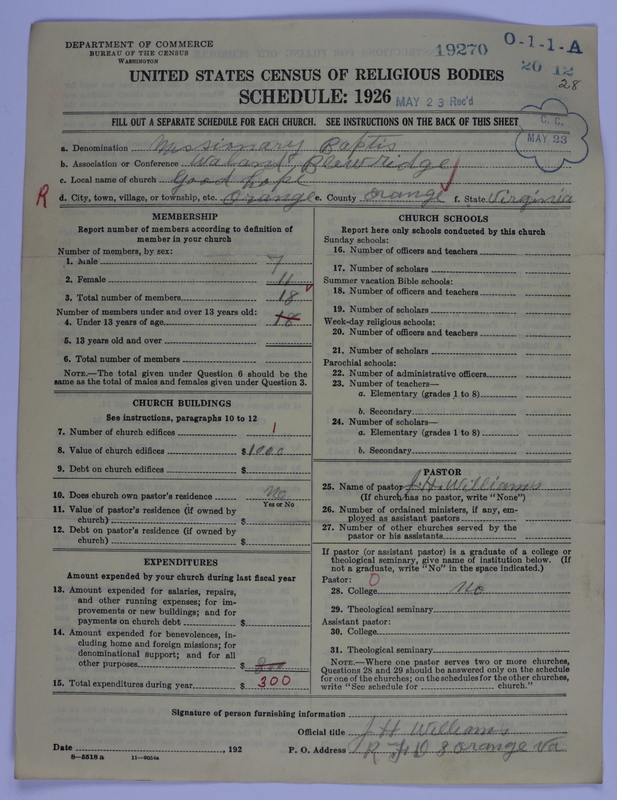 DEPARTMENT OF COMMERCE
BUREAU OF THE CENSUS
WASHINGTON
19270
O-1-1-A
20 12
28
UNITED STATES CENSUS OF RELIGIOUS BODIES
SCHEDULE: 1926
MAY 23 Rec'd
FILL OUT A SEPARATE SCHEDULE FOR EACH CHURCH. SEE INSTRUCTIONS ON THE BACK OF THIS SHEET
C. C.
MAY 23
a. Denomination Missionary Baptis
b. Association or Conference Waland Blewridge
c. Local name of church Good hope
R d. City, town, village, or township, etc. Orange e. County Orange f. State Virginia
MEMBERSHIP
Report number of members according to definition of
member in your church
Number of members, by sex:
1. Male 7
2. Female 11
3. Total number of members 18
Number of members under and over 13 years old:
4. Under 13 years of age 18
5. 13 years old and over
6. Total number of members
NOTE.—The total given under Question 6 should be the
same as the total of males and females given under Question 3.
CHURCH BUILDINGS
See instructions, paragraphs 10 to 12
7. Number of church edifices 1
8. Value of church edifices $1000
9. Debt on church edifices $
10. Does church own pastor's residence No
Yes or No
11. Value of pastor's residence (if owned by
church) $
12. Debt on pastor's residence (if owned by
church) $
EXPENDITURES
Amount expended by your church during last fiscal year
13. Amount expended for salaries, repairs,
and other running expenses; for im-
provements or new buildings; and for
payments on church debt $
14. Amount expended for benevolences, in-
cluding home and foreign missions; for
denominational support; and for all
other purposes $ 300
15. Total expenditures during year $ 300
CHURCH SCHOOLS
Report here only schools conducted by this church
Sunday schools:
16. Number of officers and teachers
17. Number of scholars
Summer vacation Bible schools:
18. Number of officers and teachers
19. Number of scholars
Week-day religious schools:
20. Number of officers and teachers
21. Number of scholars
Parochial schools:
22. Number of administrative officers
23. Number of teachers—
a. Elementary (grades 1 to 8)
b. Secondary
24. Number of scholars—
a. Elementary (grades 1 to 8)
b. Secondary
PASTOR
25. Name of pastor J. H. Williams
(If church has no pastor, write "None")
26. Number of ordained ministers, if any, em-
ployed as assistant pastors
27. Number of other churches served by the
pastor or his assistants
If pastor (or assistant pastor) is a graduate of a college or
theological seminary, give name of institution below. (If
not a graduate, write "No" in the space indicated.)
Pastor: 0
28. College No
29. Theological seminary
Assistant pastor:
30. College
31. Theological seminary
NOTE.—Where one pastor serves two or more churches,
Questions 28 and 29 should be answered only on the schedule
for one of the churches; on the schedules for the other churches,
write "See schedule for church."
Signature of person furnishing information
Official title J H Williams
Date , 192 P. O. Address R F D 8 Orange Va
8—5518 a 11—9054a